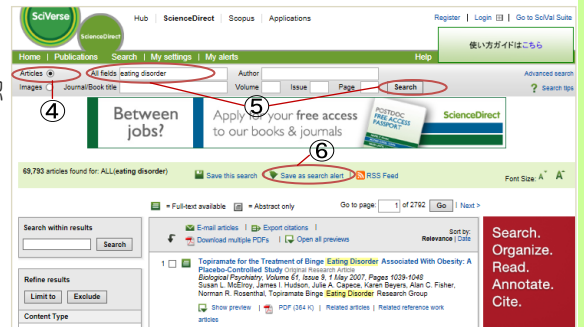 SciVerse
ScienceDirect
Hub | ScienceDirect | Scopus | Applications
Register | Login | Go to SciVal Suite
使い方ガイドはこちら
Home | Publications | Search | My settings | My alerts
Help
Articles All fields eating disorder Author
Advanced search
Images Journal/Book title Volume Issue Page Search
? Search tips
④ ⑤
Between jobs?
Apply for your free access to our books & journals
POSTDOC FREE ACCESS PASSPORT
ScienceDirect
⑥
69,793 articles found for: ALL(eating disorder)
Save this search Save as search alert RSS Feed
Font Size: A- A+
= Full-text available = Abstract only
Go to page: 1 of 2792 Go | Next >
Search within results
Search
E-mail articles | Export citations |
Download multiple PDFs | Open all previews
Sort by:
Relevance | Date
Refine results
Limit to Exclude
Content Type
1 Topiramate for the Treatment of Binge Eating Disorder Associated With Obesity: A
Placebo-Controlled Study Original Research Article
Biological Psychiatry, Volume 61, Issue 9, 1 May 2007, Pages 1039-1048
Susan L. McElroy, James I. Hudson, Julie A. Capece, Karen Beyers, Alan C. Fisher,
Norman R. Rosenthal, Topiramate Binge Eating Disorder Research Group
Show preview | PDF (364 K) | Related articles | Related reference work
articles
Search.
Organize.
Read.
Annotate.
Cite.